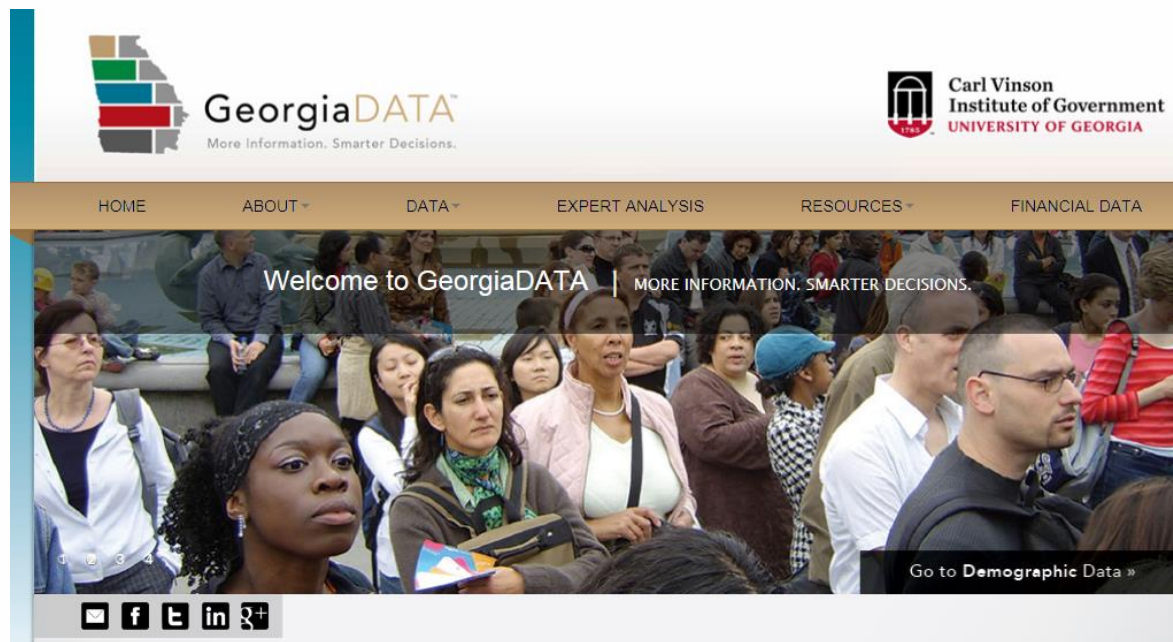 GeorgiaDATA™
More Information. Smarter Decisions.
1785
Carl Vinson
Institute of Government
UNIVERSITY OF GEORGIA
HOME ABOUT DATA EXPERT ANALYSIS RESOURCES FINANCIAL DATA
Welcome to GeorgiaDATA | MORE INFORMATION. SMARTER DECISIONS.
1 2 3 4
Go to Demographic Data »
f t in g+